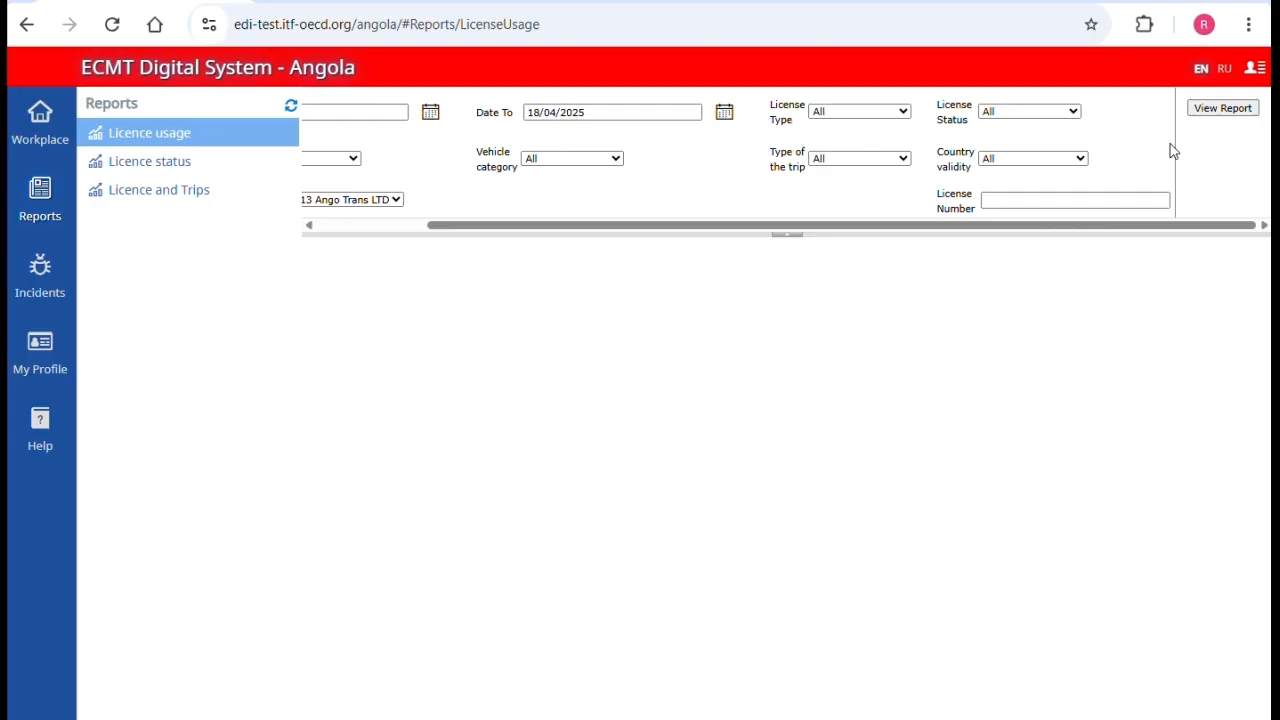 edi-test.itf-oecd.org/angola/#Reports/LicenseUsage
R
ECMT Digital System - Angola
EN RU
Workplace
Reports
Incidents
My Profile
? Help
Reports
Licence usage
Licence status
Licence and Trips
Date To 18/04/2025
License Type All
License Status All
View Report
Vehicle category All
Type of the trip All
Country validity All
13 Ango Trans LTD
License Number